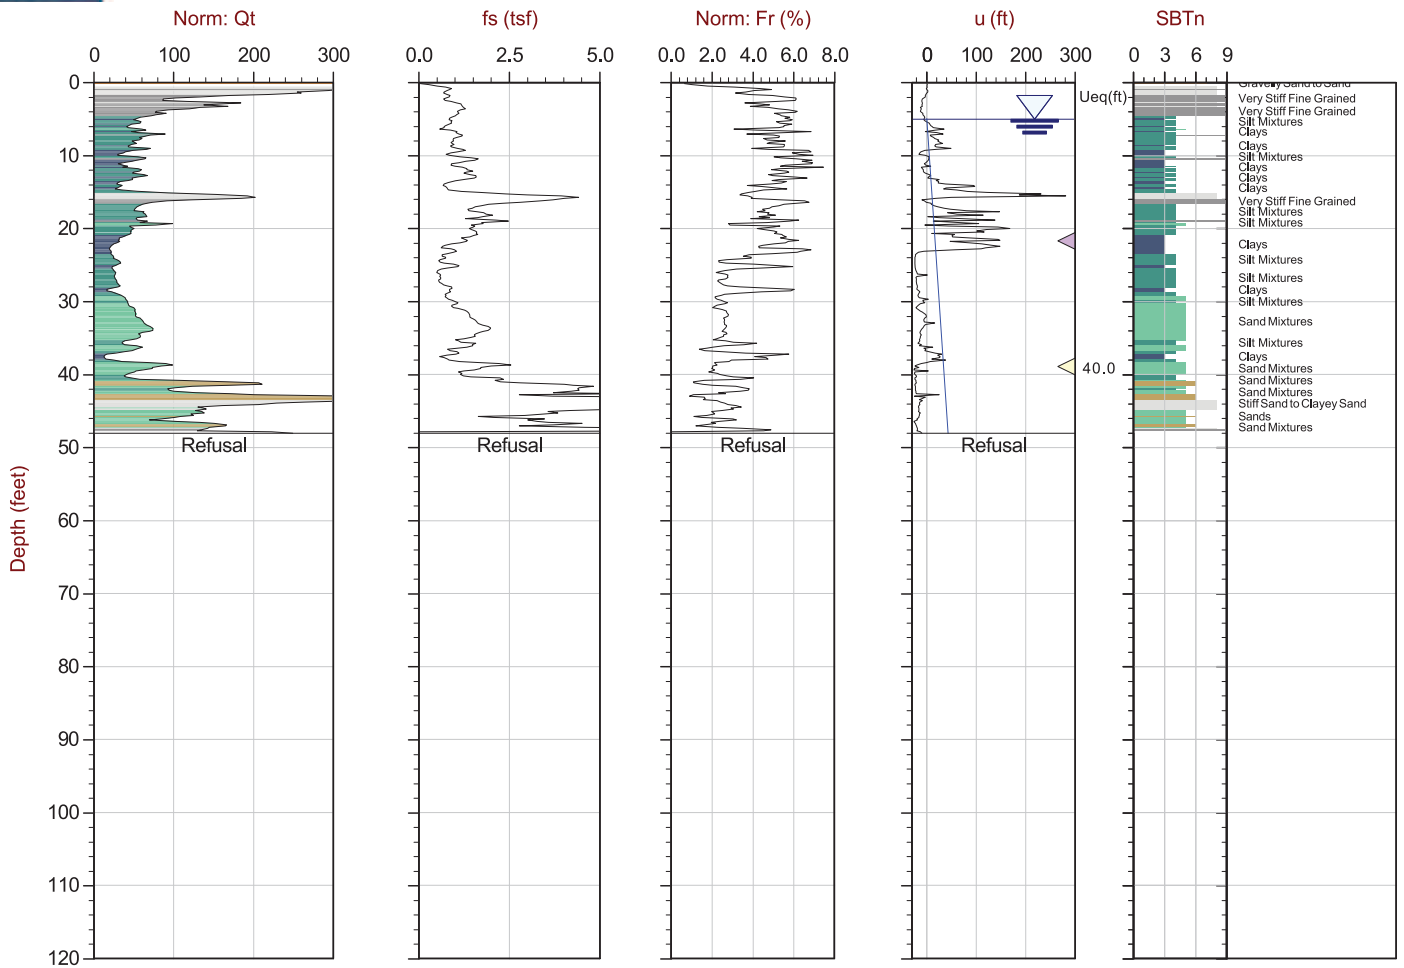 Norm: Qt
fs (tsf)
Norm: Fr (%)
u (ft)
SBTn
0 100 200 300
0.0 2.5 5.0
0.0 2.0 4.0 6.0 8.0
0 100 200 300
0 3 6 9
Depth (feet)
0
10
20
30
40
50
60
70
80
90
100
110
120
Refusal
Refusal
Refusal
Refusal
Ueq(ft)
40.0
Gravelly Sand to Sand
Very Stiff Fine Grained
Very Stiff Fine Grained
Silt Mixtures
Clays
Clays
Silt Mixtures
Clays
Clays
Clays
Very Stiff Fine Grained
Silt Mixtures
Silt Mixtures
Clays
Silt Mixtures
Silt Mixtures
Clays
Silt Mixtures
Sand Mixtures
Silt Mixtures
Clays
Sand Mixtures
Sand Mixtures
Sand Mixtures
Stiff Sand to Clayey Sand
Sands
Sand Mixtures